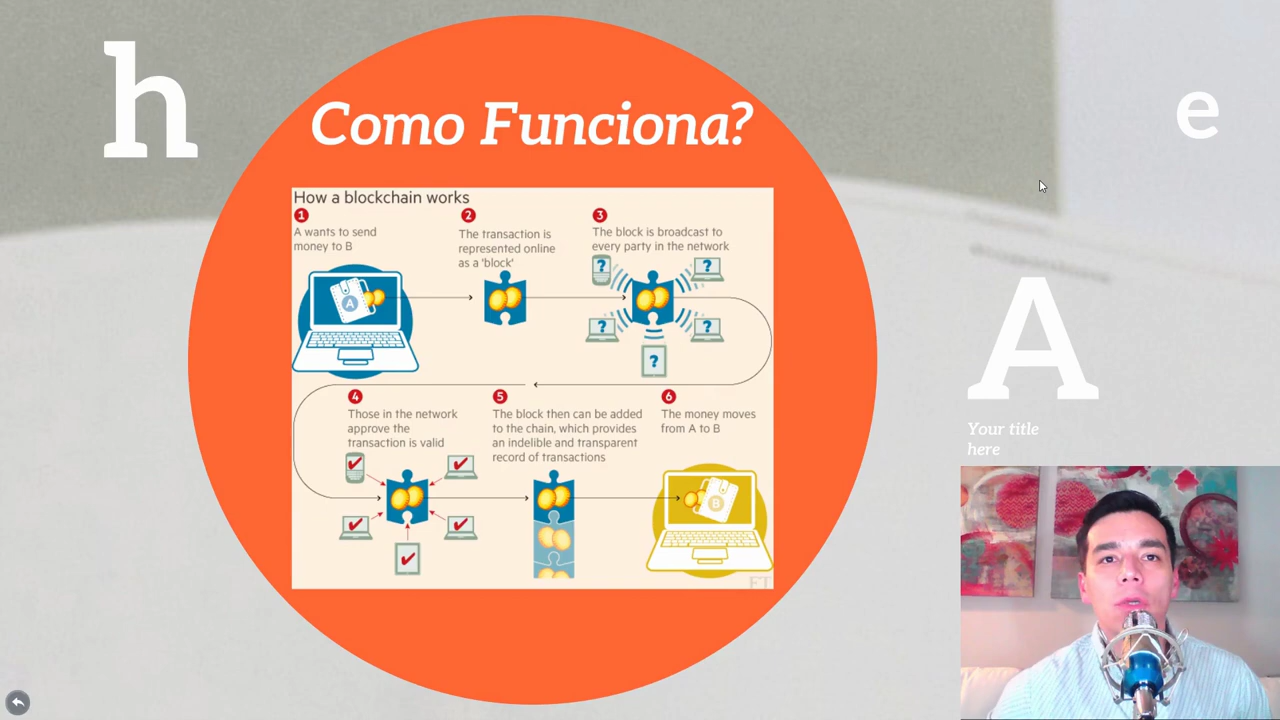 h
Como Funciona?
e
How a blockchain works
1
A wants to send
money to B
2
The transaction is
represented online
as a 'block'
3
The block is broadcast to
every party in the network
A
?
?
?
?
?
A
Your title
here
4
Those in the network
approve the
transaction is valid
5
The block then can be added
to the chain, which provides
an indelible and transparent
record of transactions
6
The money moves
from A to B
B
FT